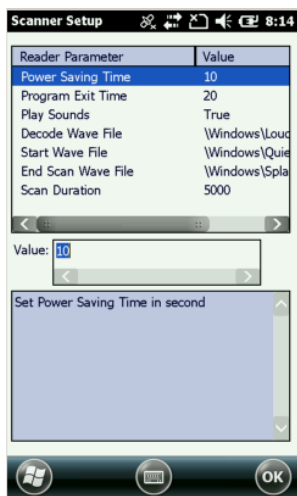 Scanner Setup 8:14
Reader Parameter Value
Power Saving Time 10
Program Exit Time 20
Play Sounds True
Decode Wave File \Windows\Louc
Start Wave File \Windows\Quie
End Scan Wave File \Windows\Spla
Scan Duration 5000
Value: 10
Set Power Saving Time in second
OK